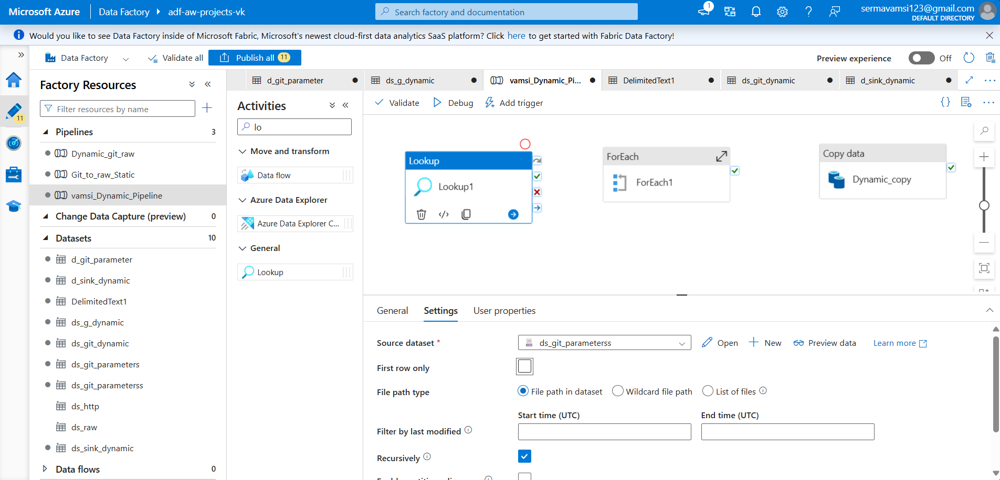 Microsoft Azure
Data Factory
adf-aw-projects-vk
Search factory and documentation
1
sermavamsi123@gmail.com
DEFAULT DIRECTORY
Would you like to see Data Factory inside of Microsoft Fabric, Microsoft's newest cloud-first data analytics SaaS platform? Click here to get started with Fabric Data Factory!
Data Factory
Validate all
Publish all 11
Preview experience
Off
11
Factory Resources
Filter resources by name
Pipelines 3
Dynamic_git_raw
Git_to_raw_Static
vamsi_Dynamic_Pipeline
Change Data Capture (preview) 0
Datasets 10
d_git_parameter
d_sink_dynamic
DelimitedText1
ds_g_dynamic
ds_git_dynamic
ds_git_parameters
ds_git_parameterss
ds_http
ds_raw
ds_sink_dynamic
Data flows 0
d_git_parameter
ds_g_dynamic
vamsi_Dynamic_Pi...
DelimitedText1
ds_git_dynamic
d_sink_dynamic
Activities
lo
Move and transform
Data flow
Azure Data Explorer
Azure Data Explorer C...
General
Lookup
Validate
Debug
Add trigger
Lookup
Lookup1
ForEach
ForEach1
Copy data
Dynamic_copy
General
Settings
User properties
Source dataset *
ds_git_parameterss
Open
New
Preview data
Learn more
First row only
File path type
File path in dataset
Wildcard file path
List of files
Start time (UTC)
End time (UTC)
Filter by last modified
Recursively